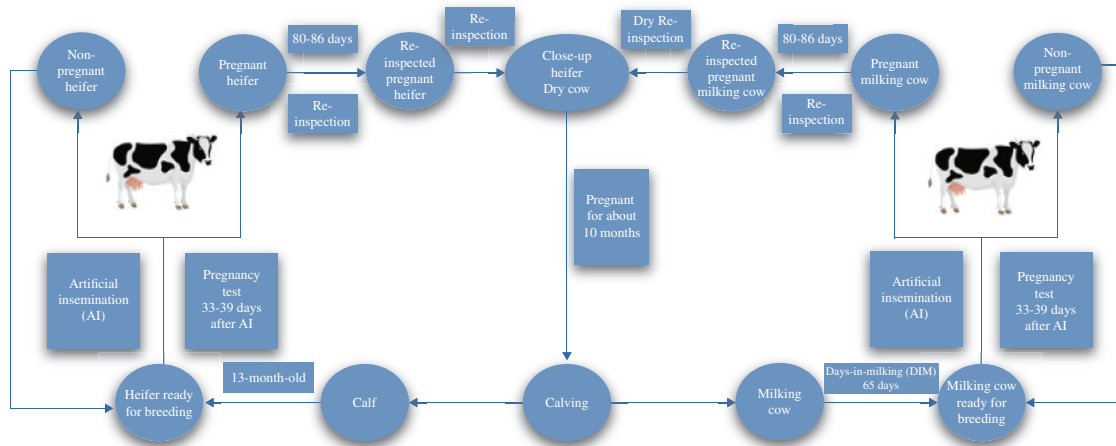 Non-
pregnant
heifer
Pregnant
heifer
80-86 days
Re-
inspection
Re-
inspected
pregnant
heifer
Re-
inspection
Close-up
heifer
Dry cow
Dry Re-
inspection
Re-
inspected
pregnant
milking cow
80-86 days
Re-
inspection
Pregnant
milking cow
Non-
pregnant
milking cow
Pregnant
for about
10 months
Artificial
insemination
(AI)
Pregnancy
test
33-39 days
after AI
Artificial
insemination
(AI)
Pregnancy
test
33-39 days
after AI
Heifer ready
for breeding
13-month-old
Calf
Calving
Milking
cow
Days-in-milking (DIM)
65 days
Milking cow
ready for
breeding